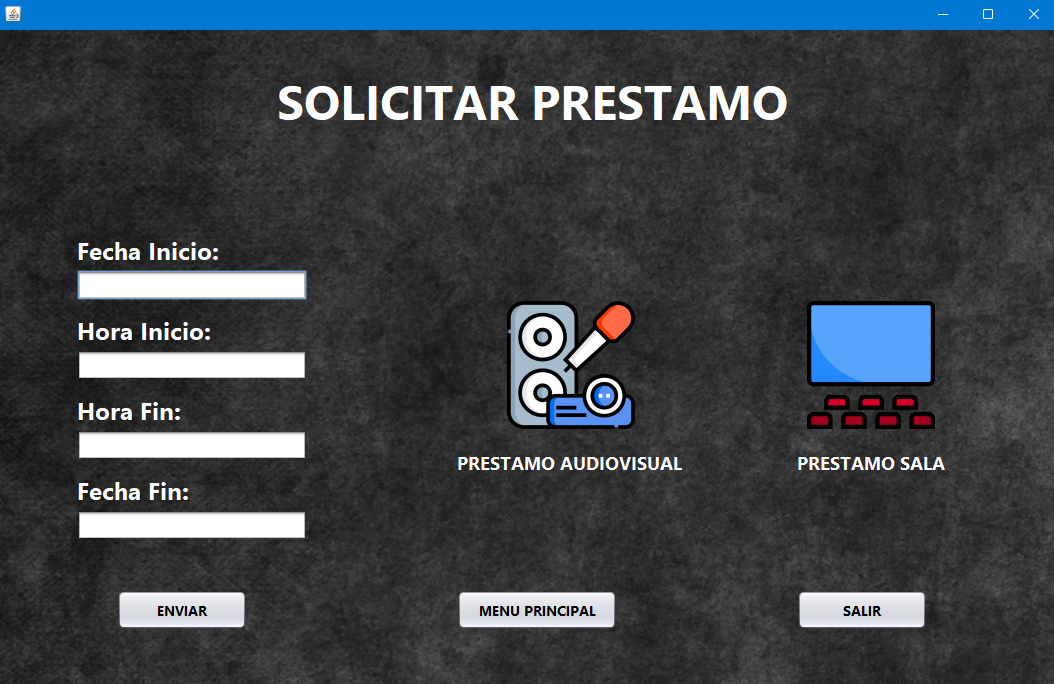 SOLICITAR PRESTAMO
Fecha Inicio:
Hora Inicio:
Hora Fin:
Fecha Fin:
PRESTAMO AUDIOVISUAL
PRESTAMO SALA
ENVIAR
MENU PRINCIPAL
SALIR